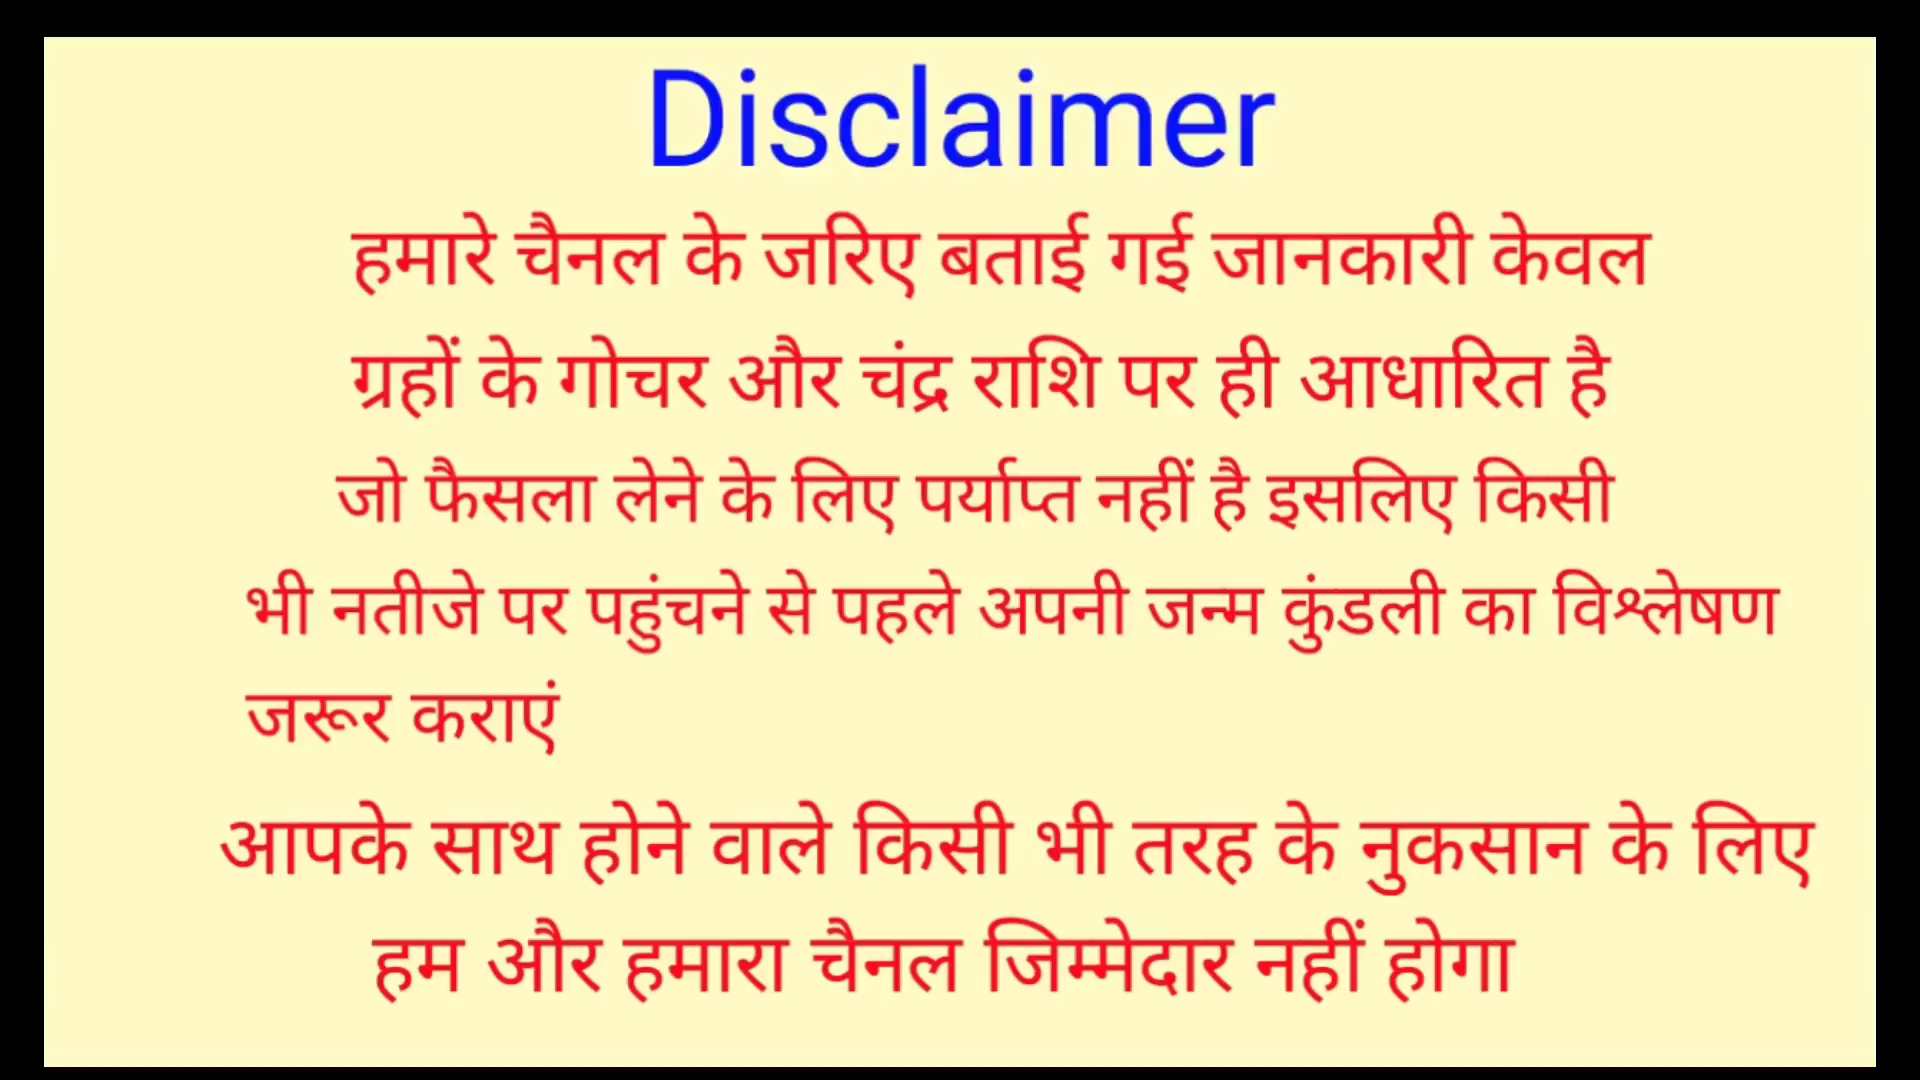 Disclaimer
हमारे चैनल के जरिए बताई गई जानकारी केवल
ग्रहों के गोचर और चंद्र राशि पर ही आधारित है
जो फैसला लेने के लिए पर्याप्त नहीं है इसलिए किसी
भी नतीजे पर पहुंचने से पहले अपनी जन्म कुंडली का विश्लेषण
जरूर कराएं
आपके साथ होने वाले किसी भी तरह के नुकसान के लिए
हम और हमारा चैनल जिम्मेदार नहीं होगा